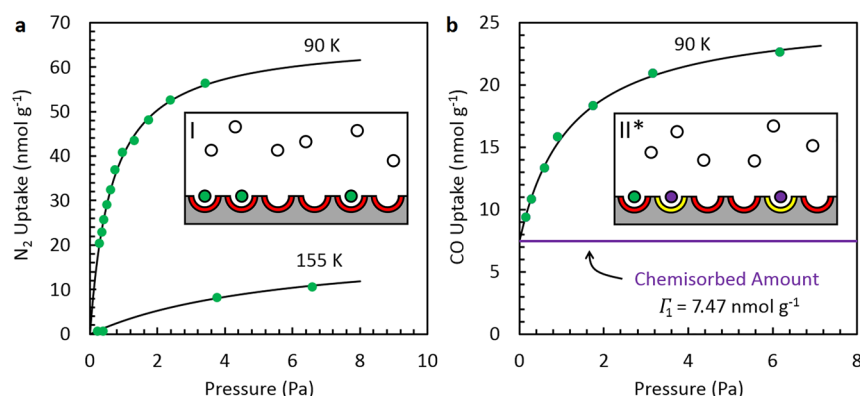 a
70
60
50
40
30
20
10
0
N₂ Uptake (nmol g⁻¹)
90 K
I
155 K
0 2 4 6 8 10
Pressure (Pa)
b
25
20
15
10
5
0
CO Uptake (nmol g⁻¹)
90 K
II*
Chemisorbed Amount
Γ₁ = 7.47 nmol g⁻¹
0 2 4 6 8
Pressure (Pa)